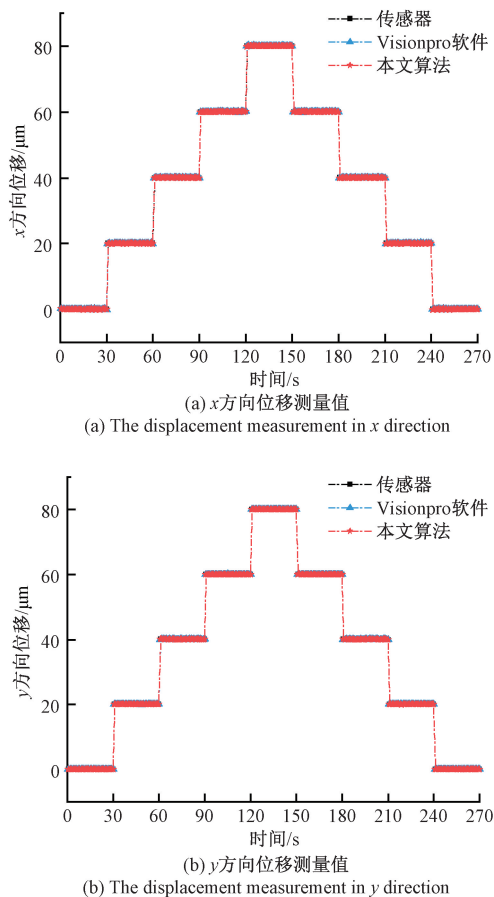 传感器
Visionpro软件
本文算法
x方向位移/μm
80
60
40
20
0
0 30 60 90 120 150 180 210 240 270
时间/s
(a) x方向位移测量值
(a) The displacement measurement in x direction
传感器
Visionpro软件
本文算法
y方向位移/μm
80
60
40
20
0
0 30 60 90 120 150 180 210 240 270
时间/s
(b) y方向位移测量值
(b) The displacement measurement in y direction